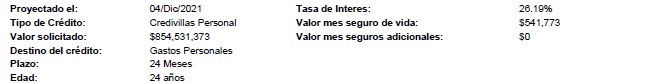 Proyectado el: 04/Dic/2021 Tasa de Interes: 26.19%
Tipo de Crédito: Credivillas Personal Valor mes seguro de vida: $541,773
Valor solicitado: $854,531,373 Valor mes seguros adicionales: $0
Destino del crédito: Gastos Personales
Plazo: 24 Meses
Edad: 24 años